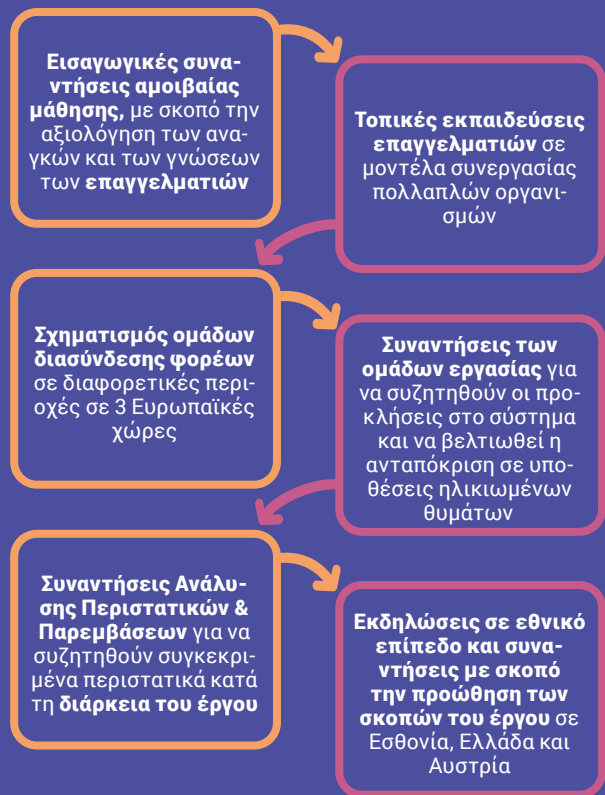 Εισαγωγικές συνα-
ντήσεις αμοιβαίας
μάθησης, με σκοπό την
αξιολόγηση των ανα-
γκών και των γνώσεων
των επαγγελματιών
Τοπικές εκπαιδεύσεις
επαγγελματιών σε
μοντέλα συνεργασίας
πολλαπλών οργανι-
σμών
Σχηματισμός ομάδων
διασύνδεσης φορέων
σε διαφορετικές περι-
οχές σε 3 Ευρωπαϊκές
χώρες
Συναντήσεις των
ομάδων εργασίας για
να συζητηθούν οι προ-
κλήσεις στο σύστημα
και να βελτιωθεί η
ανταπόκριση σε υπο-
θέσεις ηλικιωμένων
θυμάτων
Συναντήσεις Ανάλυ-
σης Περιστατικών &
Παρεμβάσεων για να
συζητηθούν συγκεκρι-
μένα περιστατικά κατά
τη διάρκεια του έργου
Εκδηλώσεις σε εθνικό
επίπεδο και συνα-
ντήσεις με σκοπό
την προώθηση των
σκοπών του έργου σε
Εσθονία, Ελλάδα και
Αυστρία